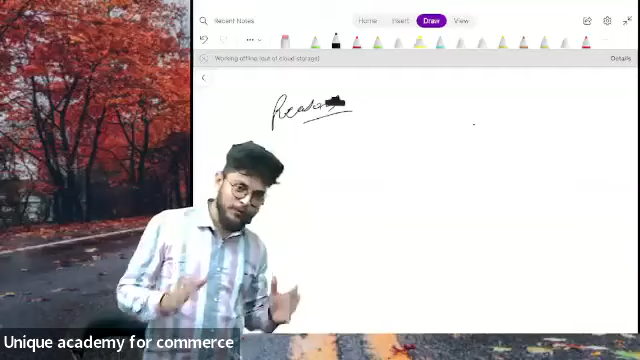 Recent Notes
Home Insert Draw View
Working offline (out of cloud storage)
Details
Unique academy for commerce